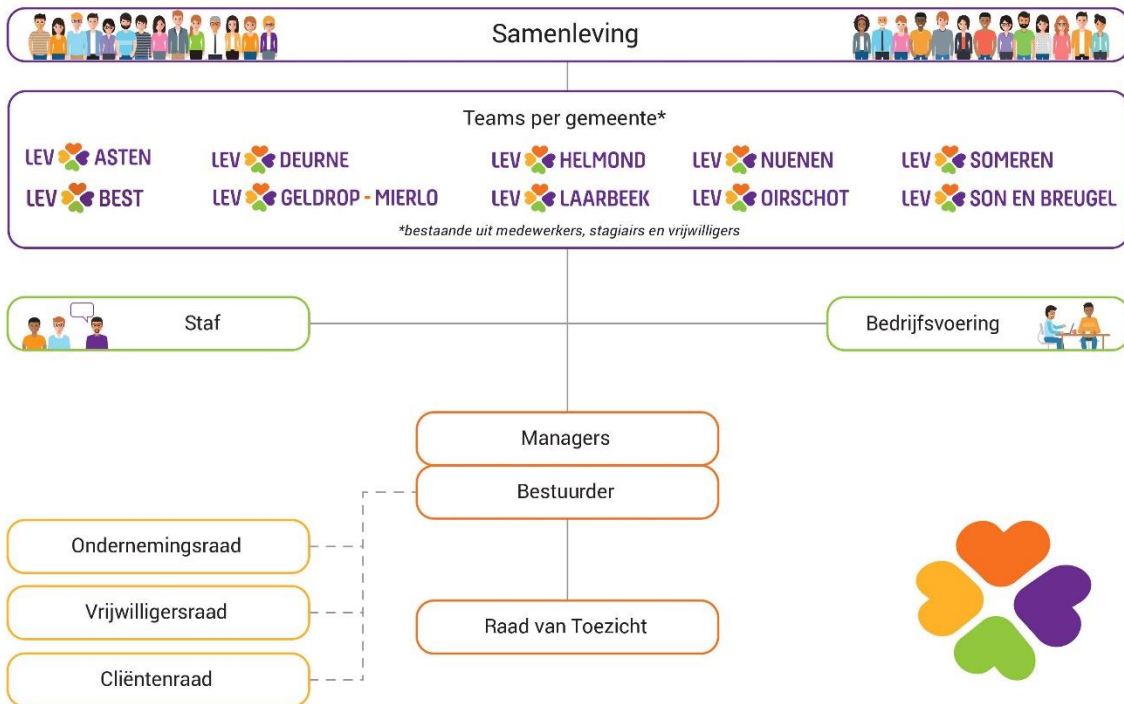 Samenleving
Teams per gemeente*
LEV ASTEN
LEV DEURNE
LEV HELMOND
LEV NUENEN
LEV SOMEREN
LEV BEST
LEV GELDROP - MIERLO
LEV LAARBEEK
LEV OIRSCHOT
LEV SON EN BREUGEL
*bestaande uit medewerkers, stagiairs en vrijwilligers
Staf
Bedrijfsvoering
Managers
Bestuurder
Ondernemingsraad
Vrijwilligersraad
Raad van Toezicht
Cliëntenraad